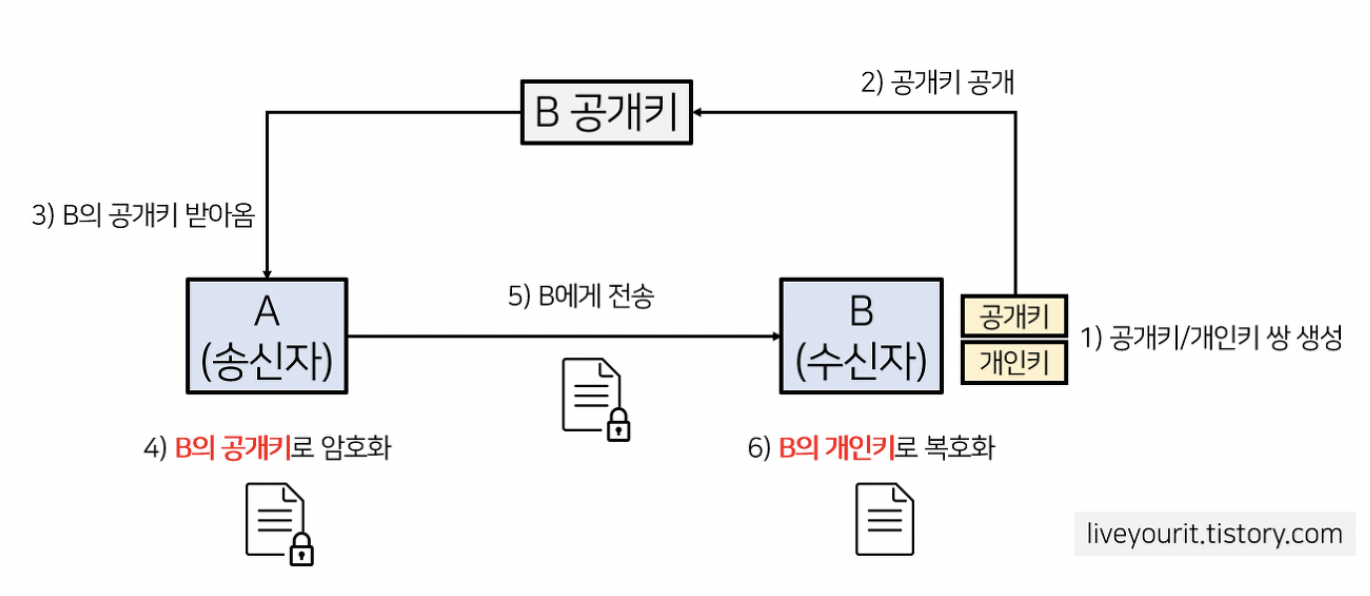 2) 공개키 공개
B 공개키
3) B의 공개키 받아옴
A
(송신자)
5) B에게 전송
B
(수신자)
공개키
개인키
1) 공개키/개인키 쌍 생성
4) B의 공개키로 암호화
6) B의 개인키로 복호화
liveyourit.tistory.com